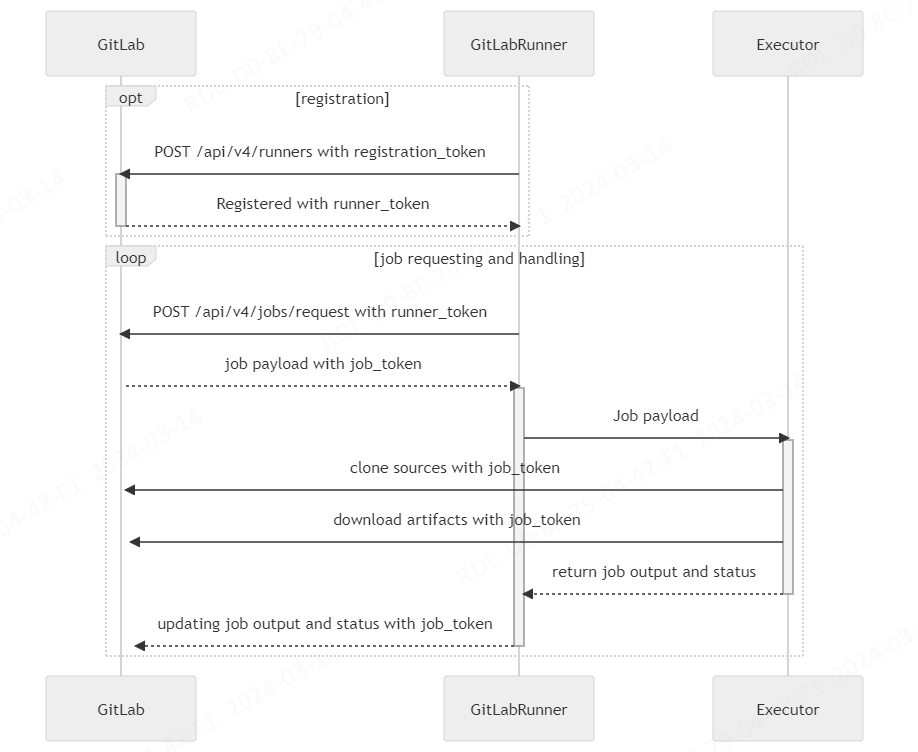 GitLab
GitLabRunner
Executor
opt
[registration]
POST /api/v4/runners with registration_token
Registered with runner_token
loop
[job requesting and handling]
POST /api/v4/jobs/request with runner_token
job payload with job_token
Job payload
clone sources with job_token
download artifacts with job_token
return job output and status
updating job output and status with job_token
GitLab
GitLabRunner
Executor